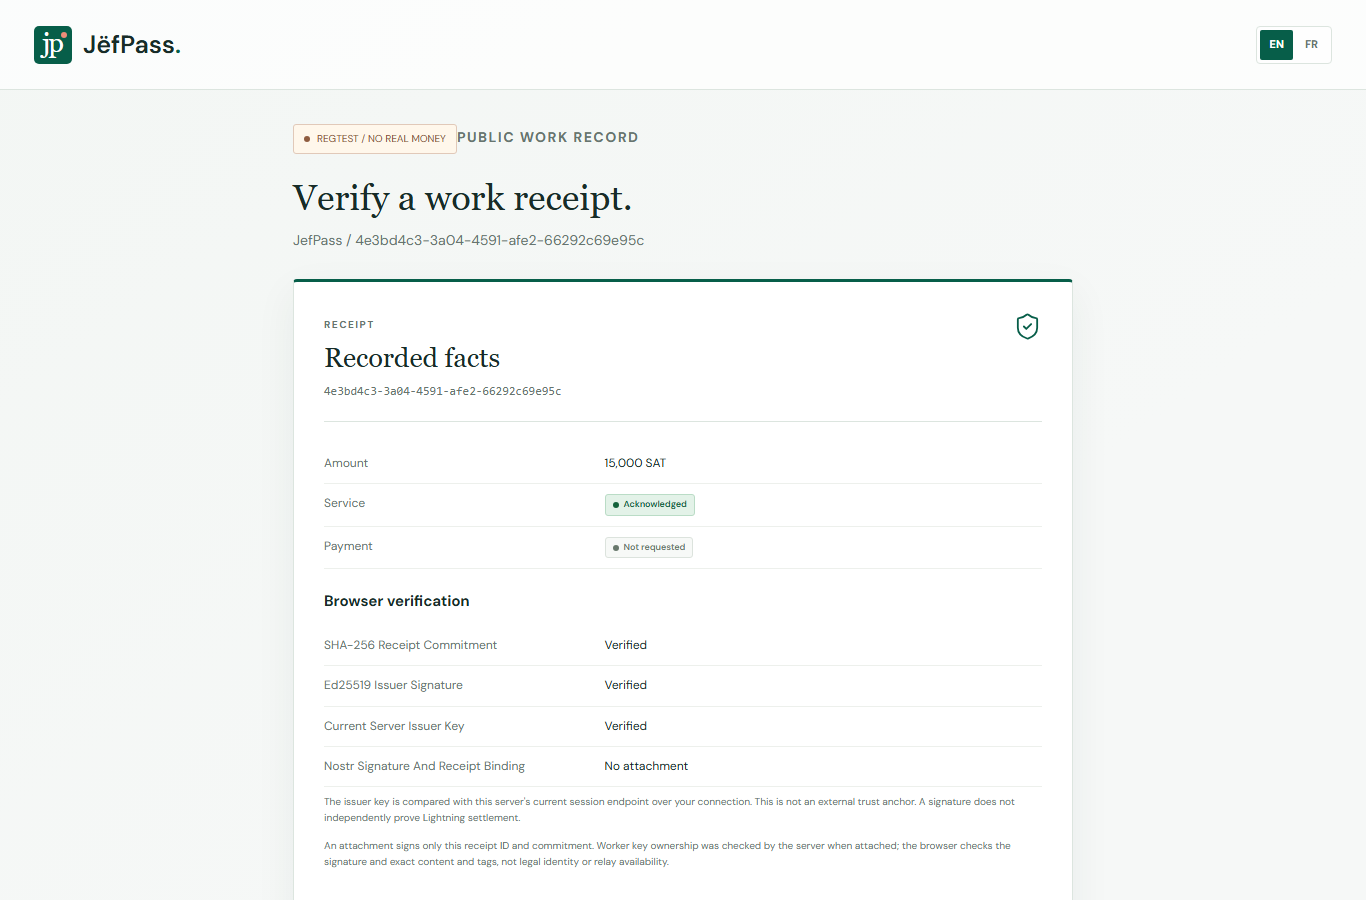 jp JëfPass.
EN FR
REGTEST / NO REAL MONEY PUBLIC WORK RECORD
Verify a work receipt.
JefPass / 4e3bd4c3-3a04-4591-afe2-66292c69e95c
RECEIPT
Recorded facts
4e3bd4c3-3a04-4591-afe2-66292c69e95c
Amount 15,000 SAT
Service Acknowledged
Payment Not requested
Browser verification
SHA-256 Receipt Commitment Verified
Ed25519 Issuer Signature Verified
Current Server Issuer Key Verified
Nostr Signature And Receipt Binding No attachment
The issuer key is compared with this server's current session endpoint over your connection. This is not an external trust anchor. A signature does not
independently prove Lightning settlement.
An attachment signs only this receipt ID and commitment. Worker key ownership was checked by the server when attached; the browser checks the
signature and exact content and tags, not legal identity or relay availability.